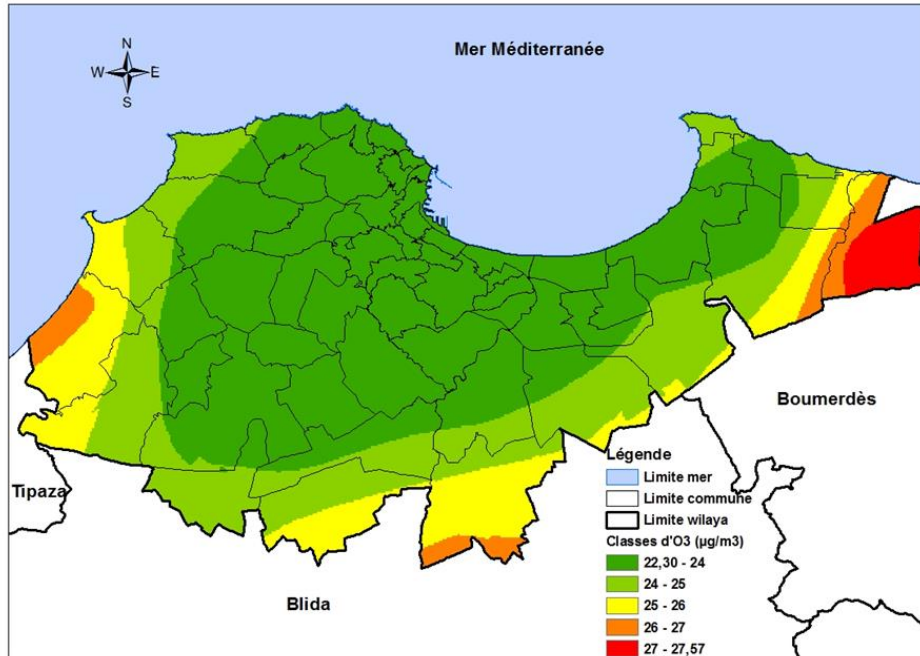 Mer Méditerranée
N
W E
S
Boumerdès
Tipaza
Blida
Légende
Limite mer
Limite commune
Limite wilaya
Classes d'O3 (µg/m3)
22,30 - 24
24 - 25
25 - 26
26 - 27
27 - 27,57